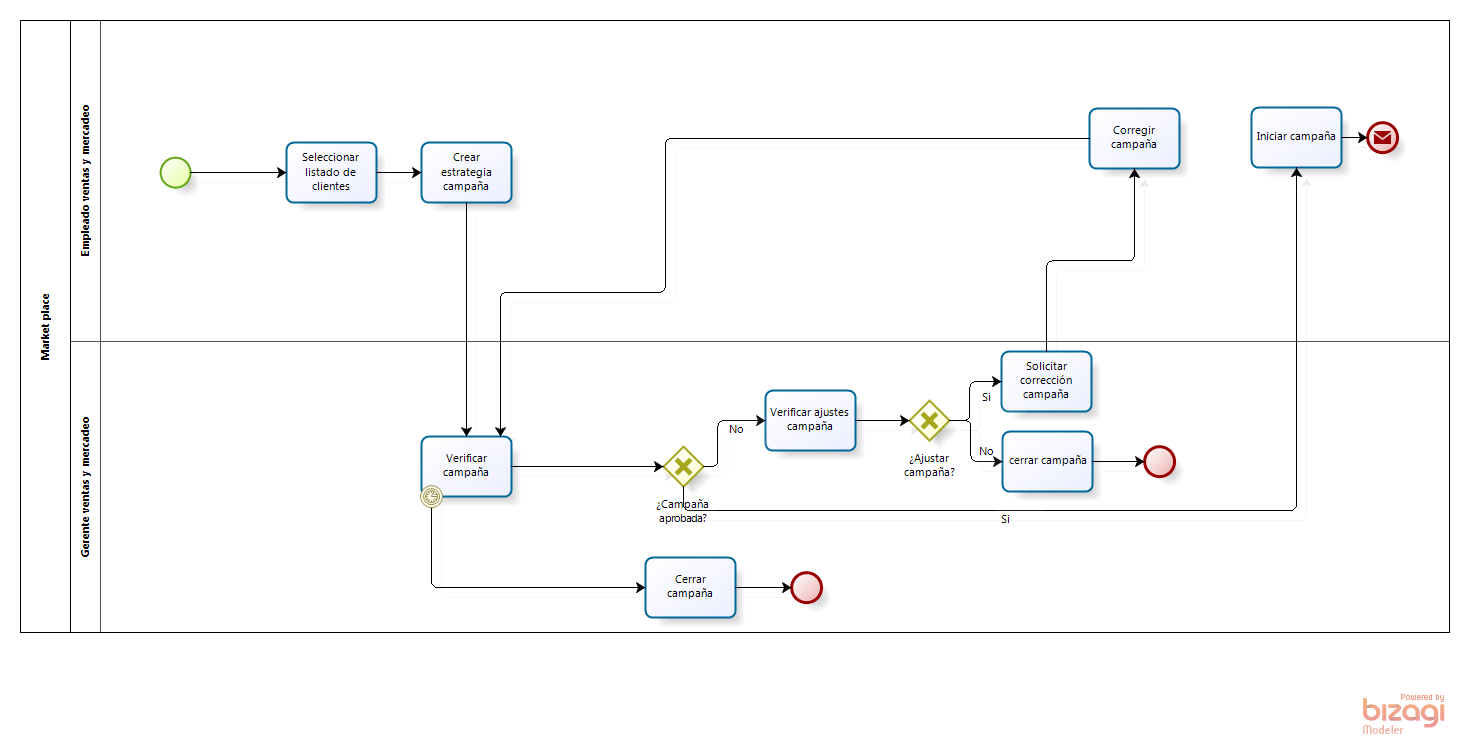 Market place
Empleado ventas y mercadeo
Seleccionar
listado de
clientes
Crear
estrategia
campaña
Corregir
campaña
Iniciar campaña
Gerente ventas y mercadeo
Verificar
campaña
¿Campaña
aprobada?
No
Si
Verificar ajustes
campaña
¿Ajustar
campaña?
Si
No
Solicitar
corrección
campaña
cerrar campaña
Cerrar
campaña
Powered by
bizagi
Modeler